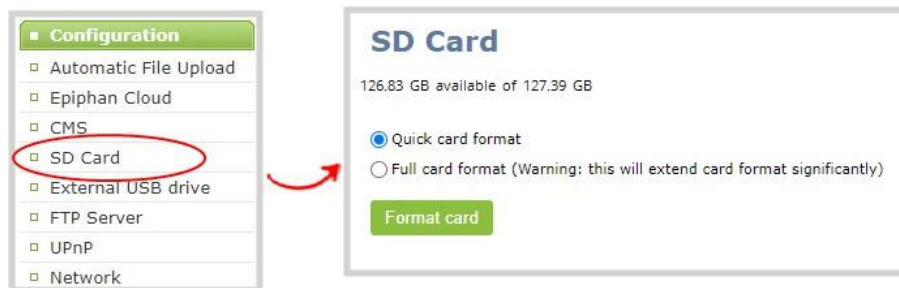 Configuration
Automatic File Upload
Epiphan Cloud
CMS
SD Card
External USB drive
FTP Server
UPnP
Network
SD Card
126.83 GB available of 127.39 GB
Quick card format
Full card format (Warning: this will extend card format significantly)
Format card